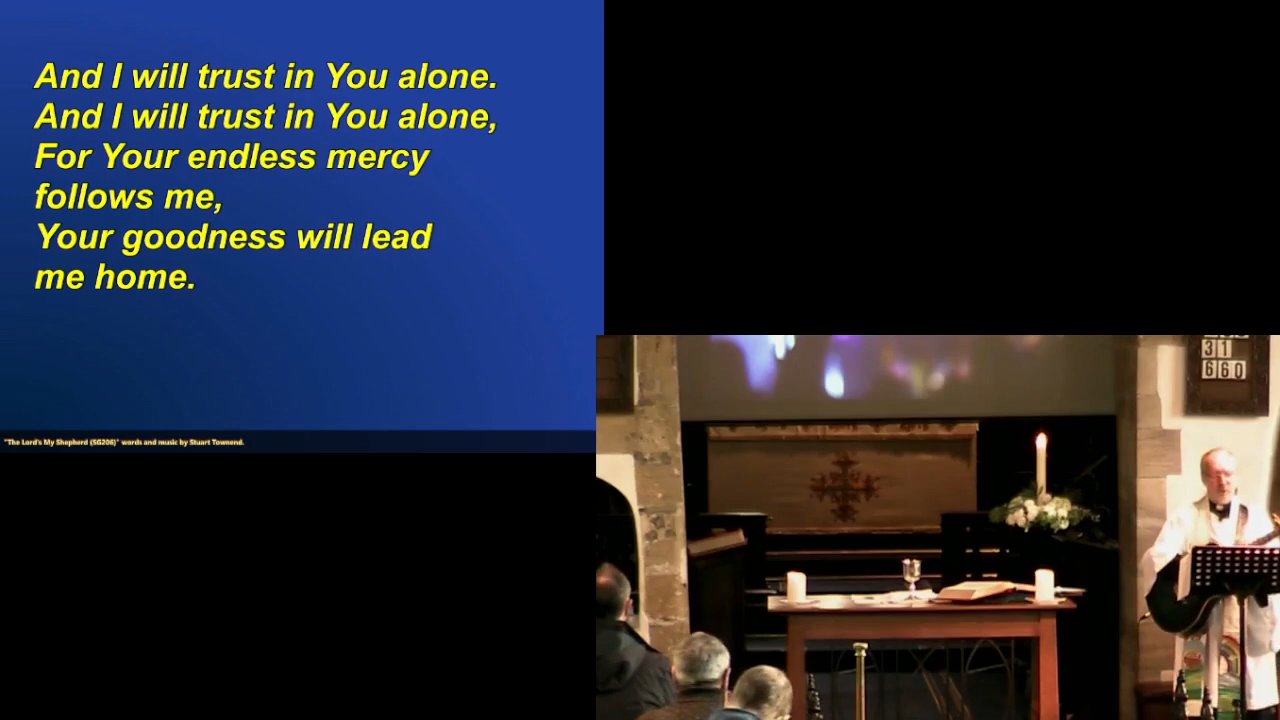 And I will trust in You alone.
And I will trust in You alone,
For Your endless mercy
follows me,
Your goodness will lead
me home.
"The Lord's My Shepherd (SG206)" words and music by Stuart Townend.
31
660